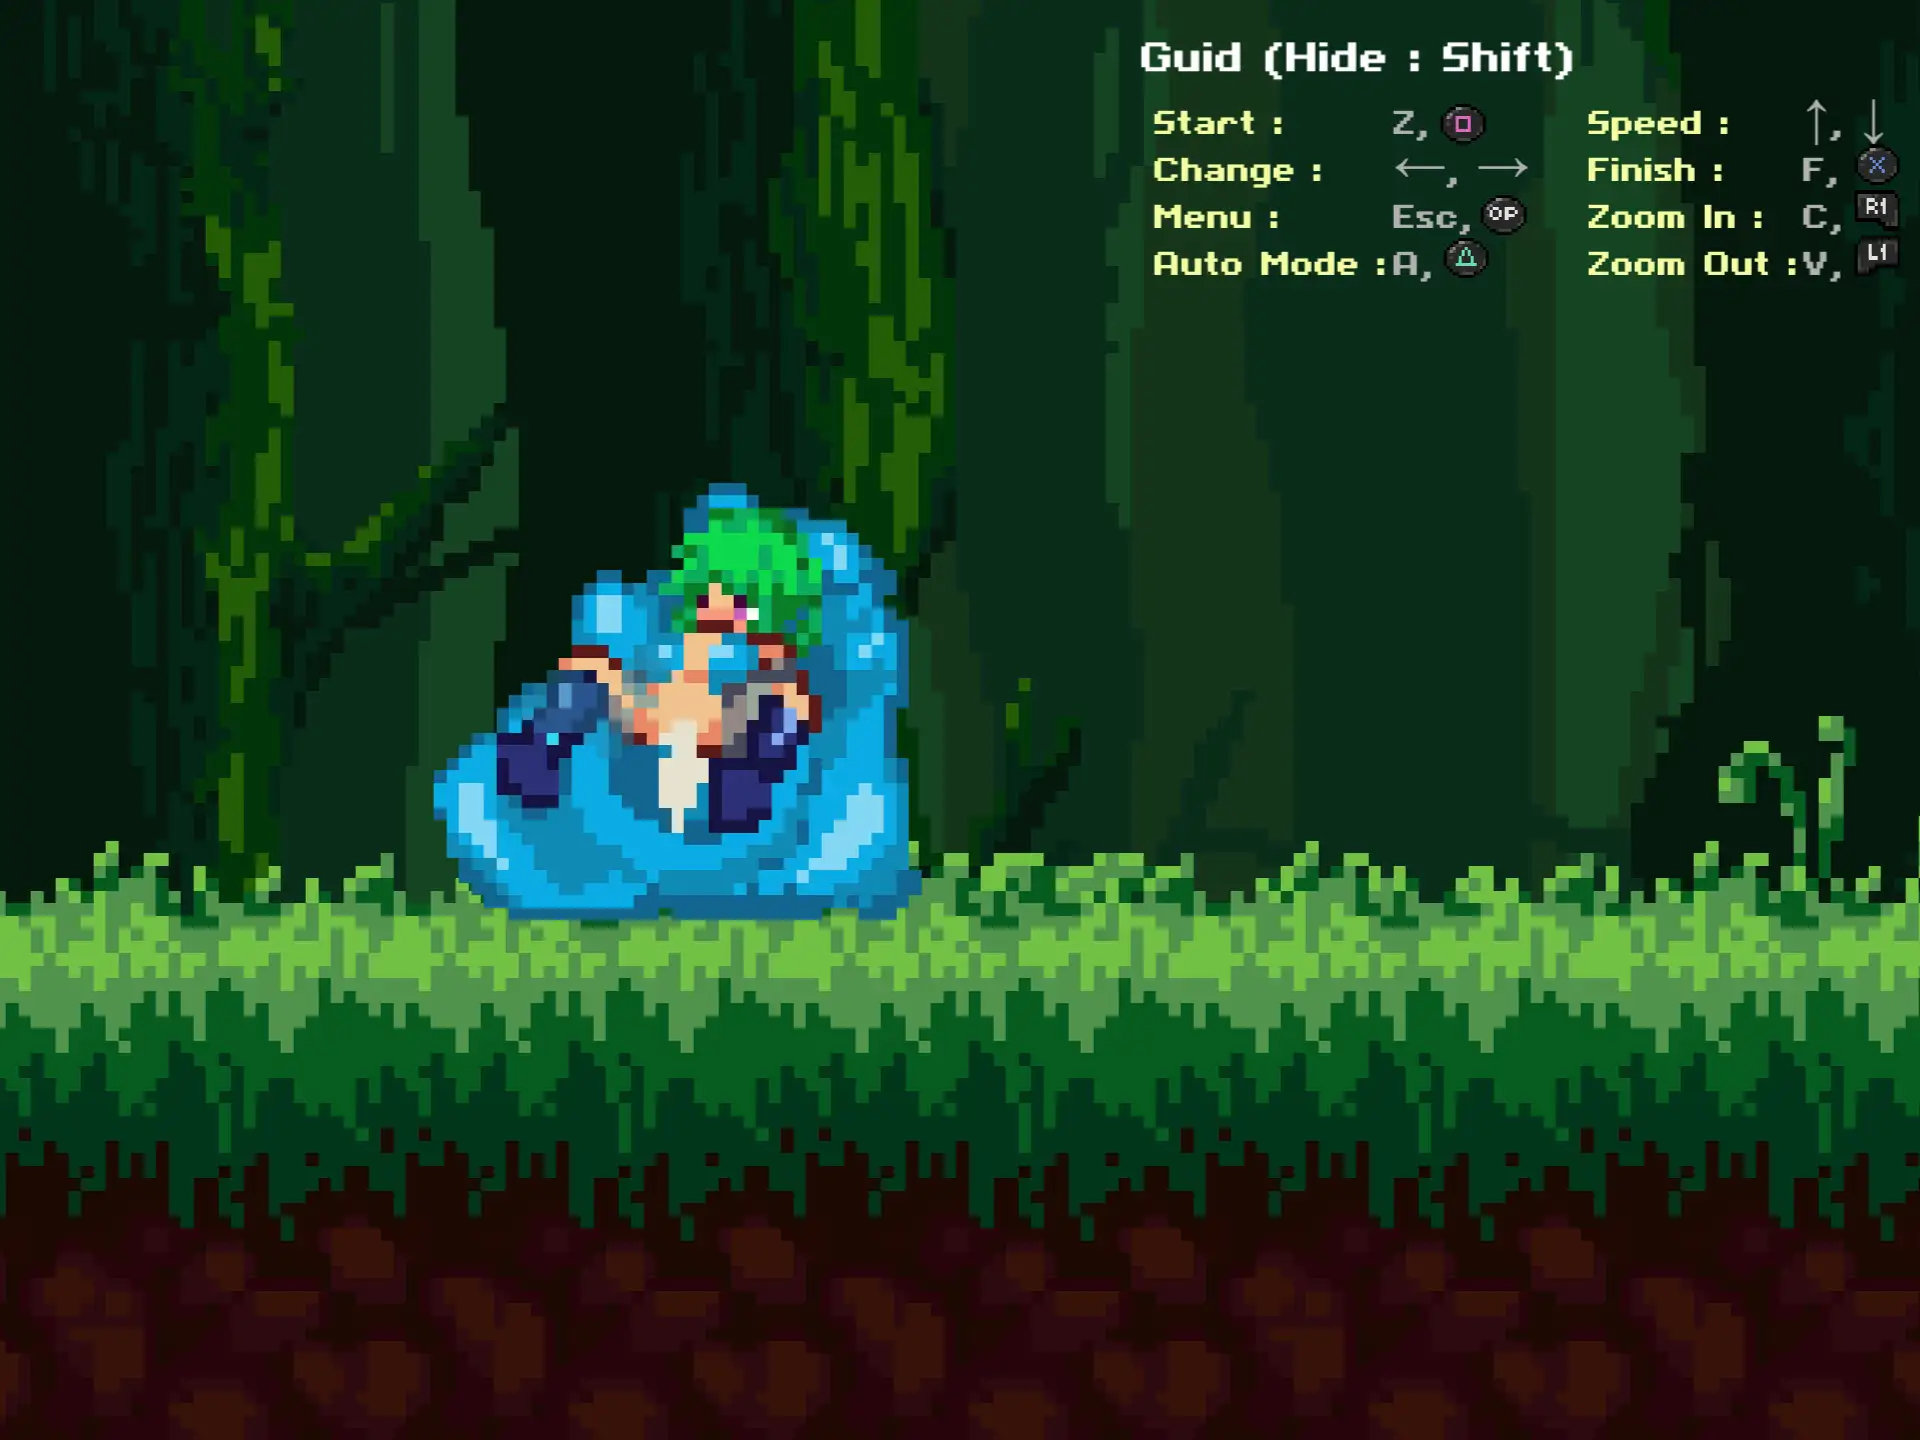 Guid (Hide : Shift)
Start : Z, Speed : ↑, ↓
Change : ←, → Finish : F, X
Menu : Esc, OP Zoom In : C, R1
Auto Mode : A, Zoom Out : V, L1